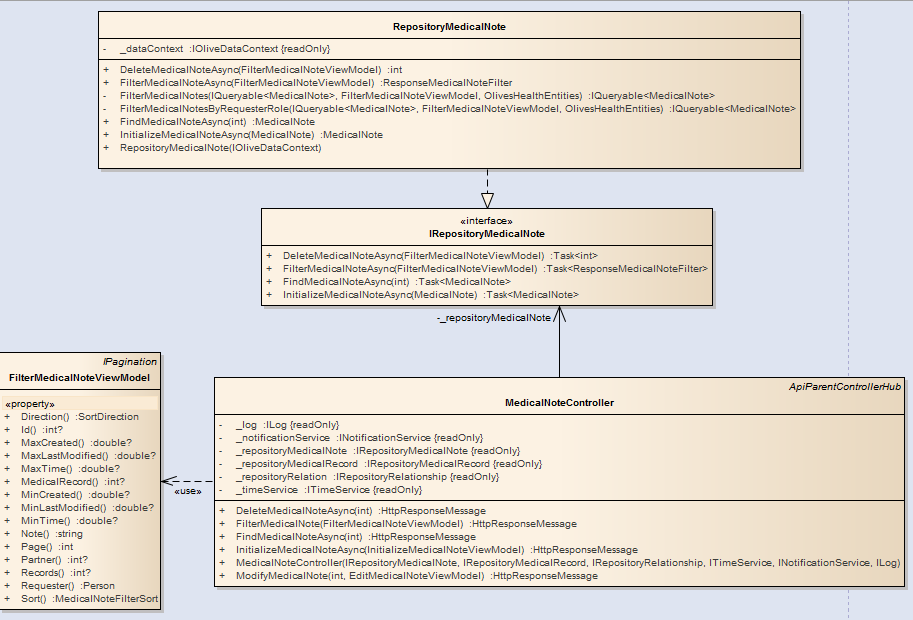 RepositoryMedicalNote
- _dataContext :IOliveDataContext {readOnly}
+ DeleteMedicalNoteAsync(FilterMedicalNoteViewModel) :int
+ FilterMedicalNoteAsync(FilterMedicalNoteViewModel) :ResponseMedicalNoteFilter
- FilterMedicalNotes(IQueryable<MedicalNote>, FilterMedicalNoteViewModel, OlivesHealthEntities) :IQueryable<MedicalNote>
- FilterMedicalNotesByRequesterRole(IQueryable<MedicalNote>, FilterMedicalNoteViewModel, OlivesHealthEntities) :IQueryable<MedicalNote>
+ FindMedicalNoteAsync(int) :MedicalNote
+ InitializeMedicalNoteAsync(MedicalNote) :MedicalNote
+ RepositoryMedicalNote(IOliveDataContext)
«interface»
IRepositoryMedicalNote
+ DeleteMedicalNoteAsync(FilterMedicalNoteViewModel) :Task<int>
+ FilterMedicalNoteAsync(FilterMedicalNoteViewModel) :Task<ResponseMedicalNoteFilter>
+ FindMedicalNoteAsync(int) :Task<MedicalNote>
+ InitializeMedicalNoteAsync(MedicalNote) :Task<MedicalNote>
-_repositoryMedicalNote
IPagination
FilterMedicalNoteViewModel
«property»
+ Direction() :SortDirection
+ Id() :int?
+ MaxCreated() :double?
+ MaxLastModified() :double?
+ MaxTime() :double?
+ MedicalRecord() :int?
+ MinCreated() :double?
+ MinLastModified() :double?
+ MinTime() :double?
+ Note() :string
+ Page() :int
+ Partner() :int?
+ Records() :int?
+ Requester() :Person
+ Sort() :MedicalNoteFilterSort
«use»
ApiParentControllerHub
MedicalNoteController
- _log :ILog {readOnly}
- _notificationService :INotificationService {readOnly}
- _repositoryMedicalNote :IRepositoryMedicalNote {readOnly}
- _repositoryMedicalRecord :IRepositoryMedicalRecord {readOnly}
- _repositoryRelation :IRepositoryRelationship {readOnly}
- _timeService :ITimeService {readOnly}
+ DeleteMedicalNoteAsync(int) :HttpResponseMessage
+ FilterMedicalNote(FilterMedicalNoteViewModel) :HttpResponseMessage
+ FindMedicalNoteAsync(int) :HttpResponseMessage
+ InitializeMedicalNoteAsync(InitializeMedicalNoteViewModel) :HttpResponseMessage
+ MedicalNoteController(IRepositoryMedicalNote, IRepositoryMedicalRecord, IRepositoryRelationship, ITimeService, INotificationService, ILog)
+ ModifyMedicalNote(int, EditMedicalNoteViewModel) :HttpResponseMessage